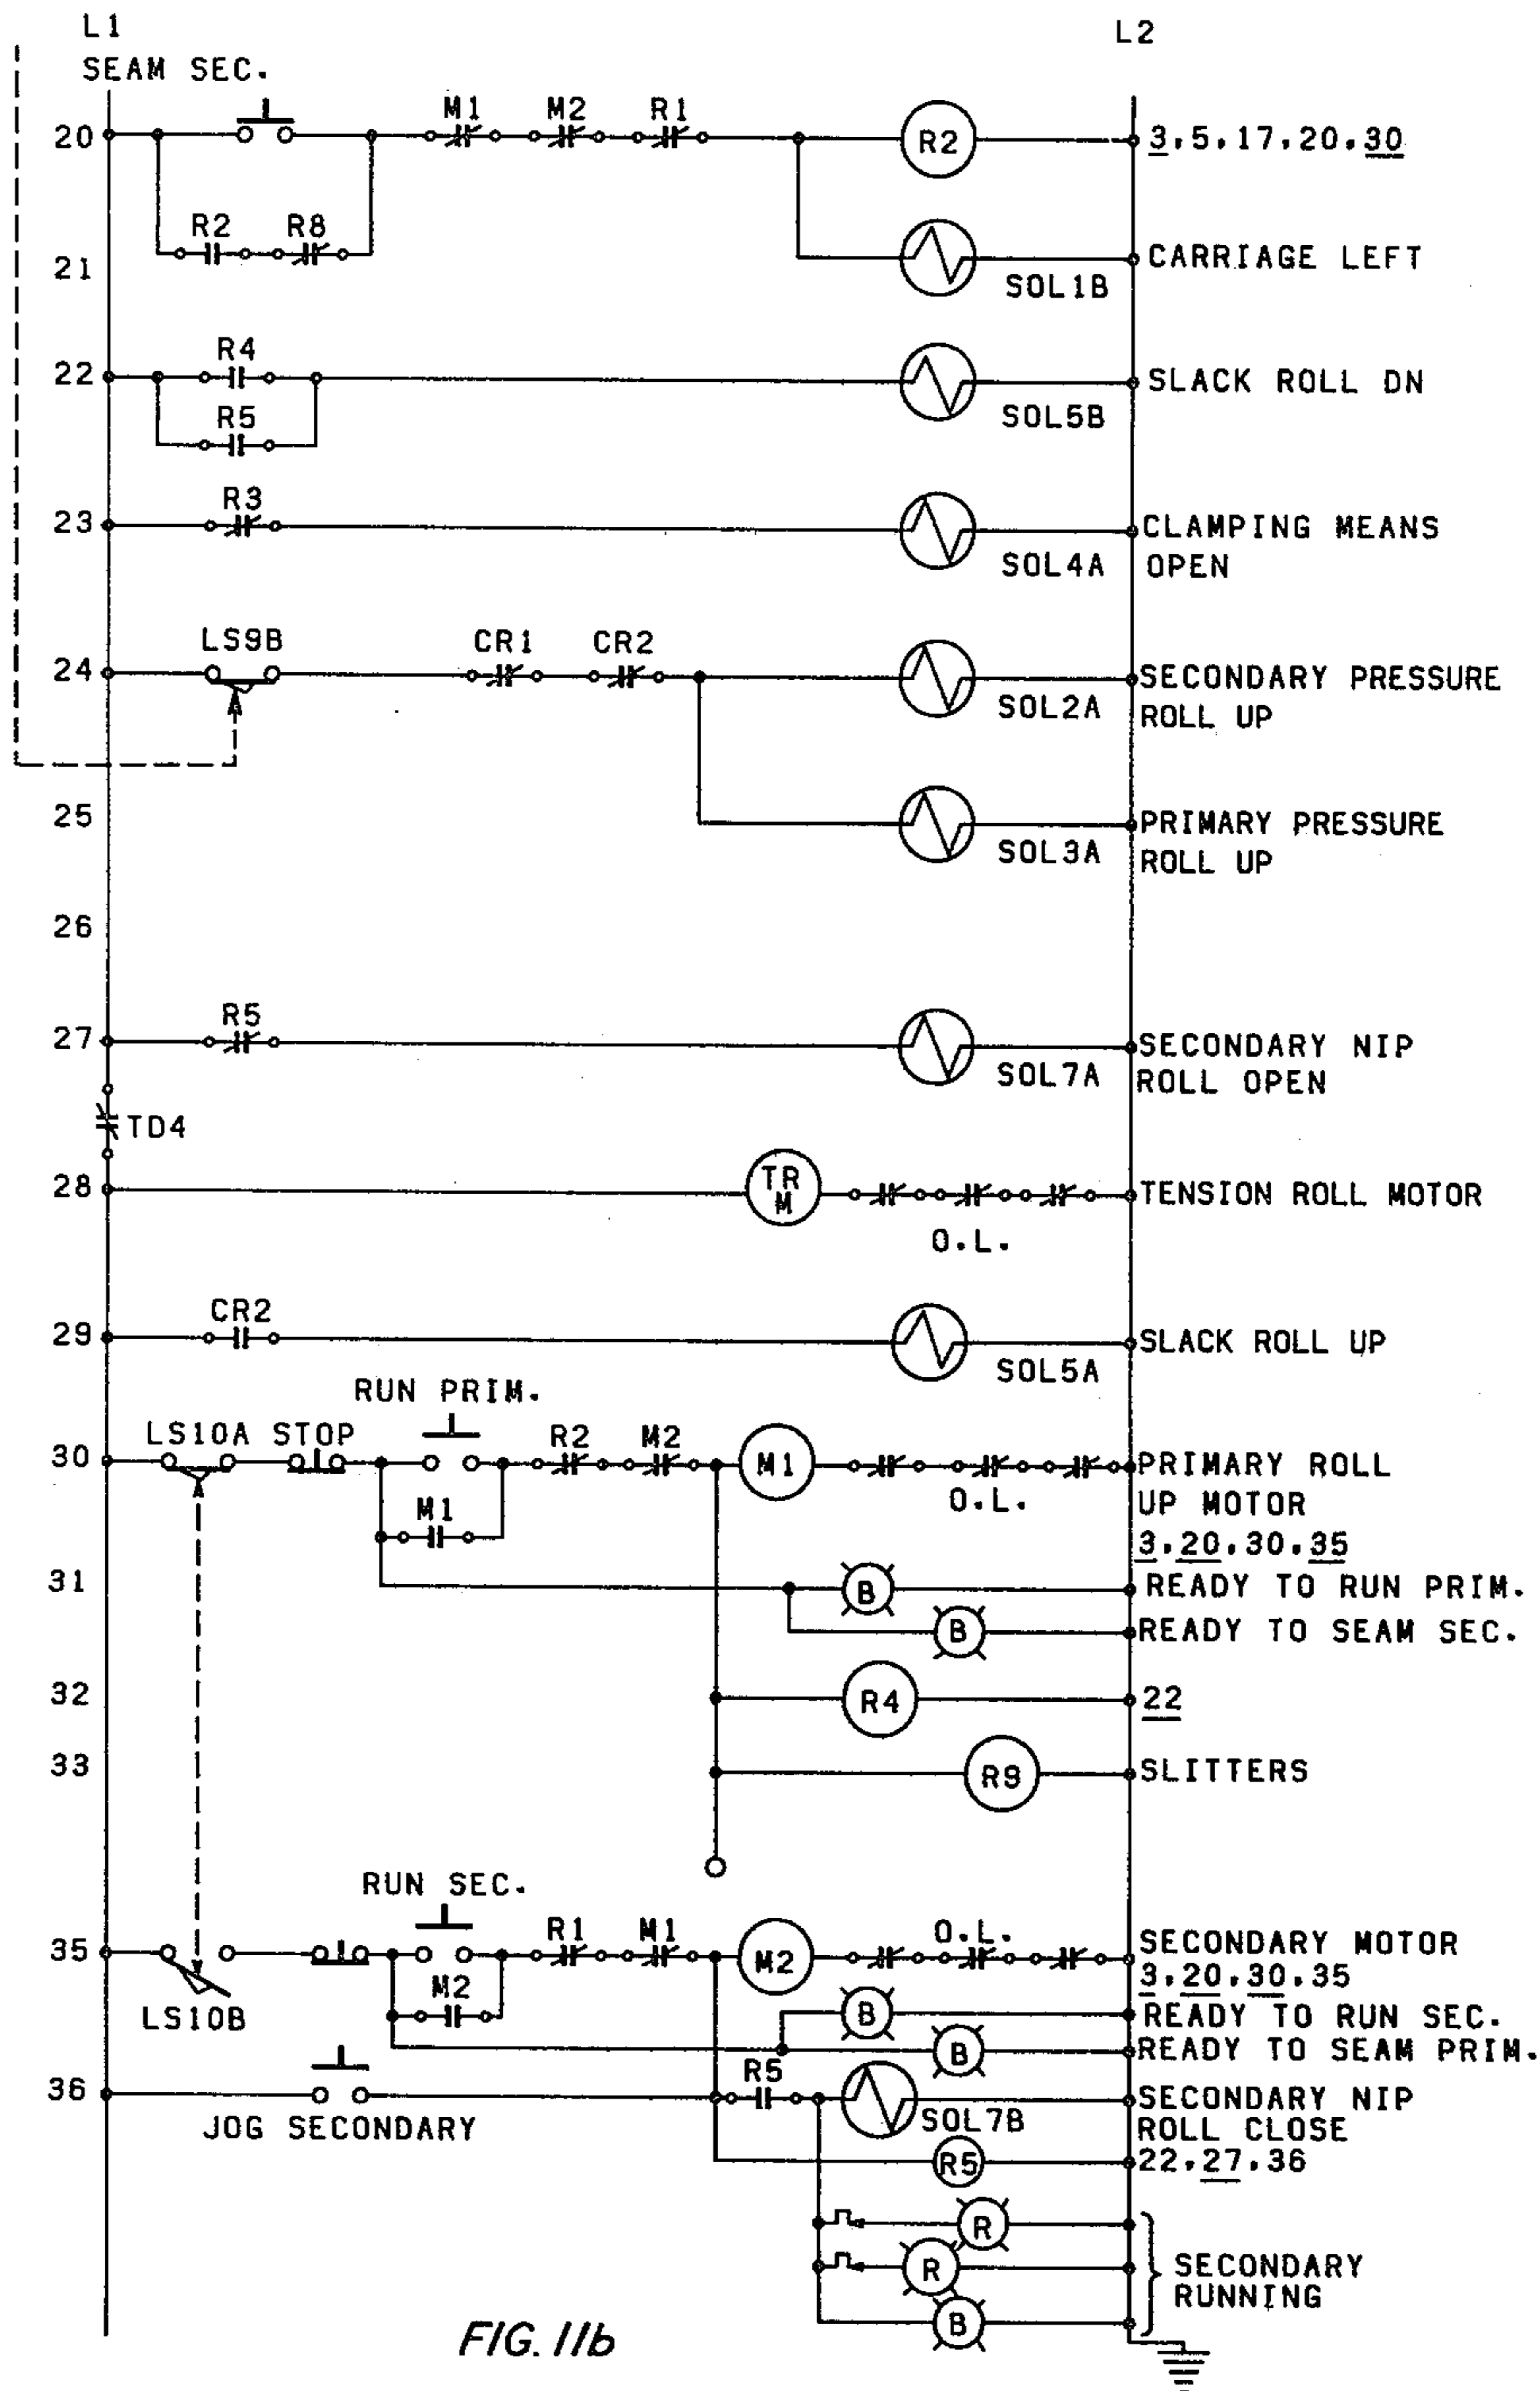 L1
L2
SEAM SEC.
20
M1 M2 R1
R2
3,5,17,20,30
R2 R8
21
SOL1B
CARRIAGE LEFT
22
R4
R5
SOL5B
SLACK ROLL DN
23
R3
SOL4A
CLAMPING MEANS
OPEN
24
LS9B
CR1 CR2
SOL2A
SECONDARY PRESSURE
ROLL UP
25
SOL3A
PRIMARY PRESSURE
ROLL UP
26
27
R5
SOL7A
SECONDARY NIP
ROLL OPEN
TD4
28
TR
M
O.L.
TENSION ROLL MOTOR
29
CR2
SOL5A
SLACK ROLL UP
RUN PRIM.
30
LS10A STOP
R2 M2
M1
M1
O.L.
PRIMARY ROLL
UP MOTOR
3,20,30,35
31
B
READY TO RUN PRIM.
B
READY TO SEAM SEC.
32
R4
22
33
R9
SLITTERS
RUN SEC.
35
R1 M1
M2
M2
O.L.
SECONDARY MOTOR
3,20,30,35
LS10B
B
READY TO RUN SEC.
B
READY TO SEAM PRIM.
36
JOG SECONDARY
R5
SOL7B
SECONDARY NIP
ROLL CLOSE
R5
22,27,36
R
R
B
SECONDARY
RUNNING
FIG. 11b